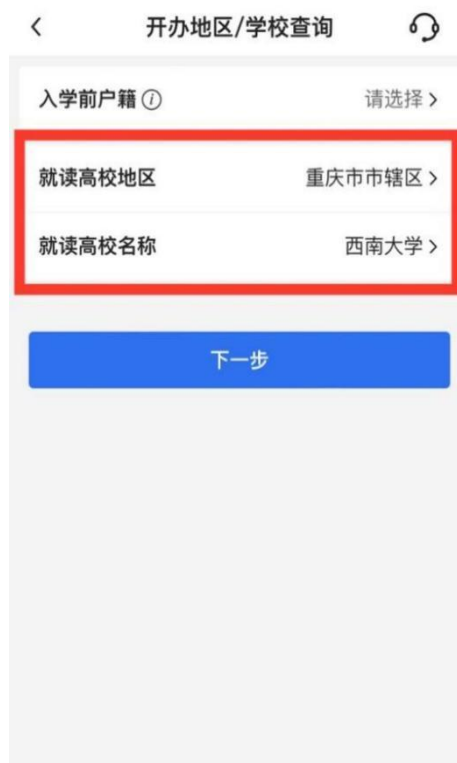 开办地区/学校查询
入学前户籍 请选择
就读高校地区 重庆市市辖区
就读高校名称 西南大学
下一步